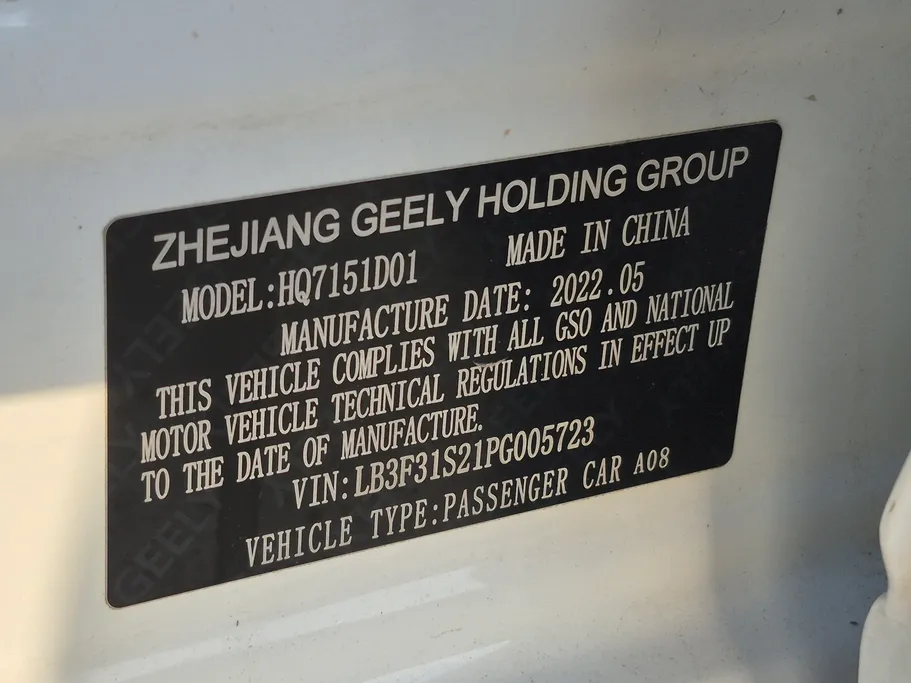 ZHEJIANG GEELY HOLDING GROUP
MODEL:HQ7151D01 MADE IN CHINA
MANUFACTURE DATE: 2022.05
THIS VEHICLE COMPLIES WITH ALL GSO AND NATIONAL
MOTOR VEHICLE TECHNICAL REGULATIONS IN EFFECT UP
TO THE DATE OF MANUFACTURE.
VIN:LB3F31S21PG005723
VEHICLE TYPE:PASSENGER CAR A08